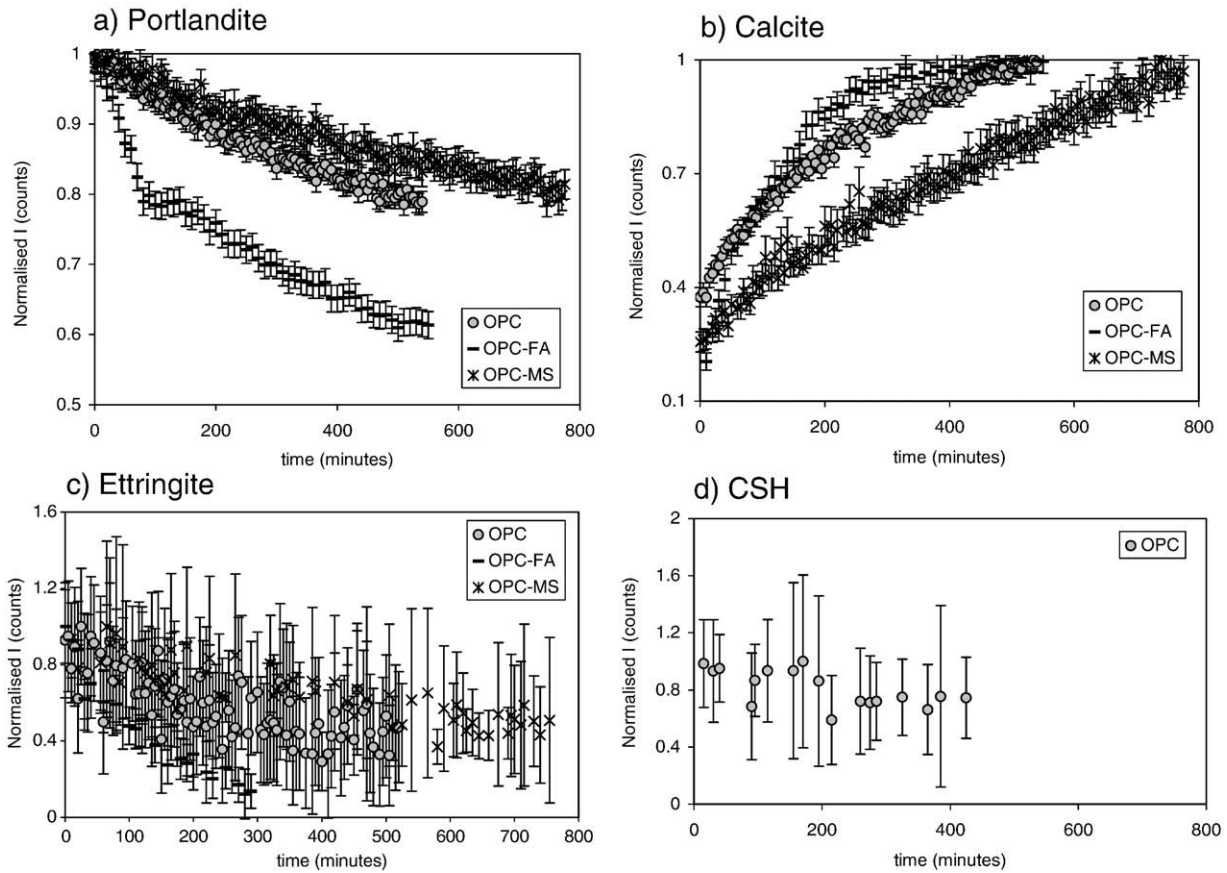 a) Portlandite
1
0.9
0.8
0.7
0.6
0.5
Normalised I (counts)
OPC
OPC-FA
OPC-MS
0 200 400 600 800
time (minutes)
b) Calcite
1
0.7
0.4
0.1
Normalised I (counts)
OPC
OPC-FA
OPC-MS
0 200 400 600 800
time (minutes)
c) Ettringite
1.6
1.2
0.8
0.4
0
Normalised I (counts)
OPC
OPC-FA
OPC-MS
0 100 200 300 400 500 600 700 800
time (minutes)
d) CSH
2
1.6
1.2
0.8
0.4
0
Normalised I (counts)
OPC
0 200 400 600 800
time (minutes)